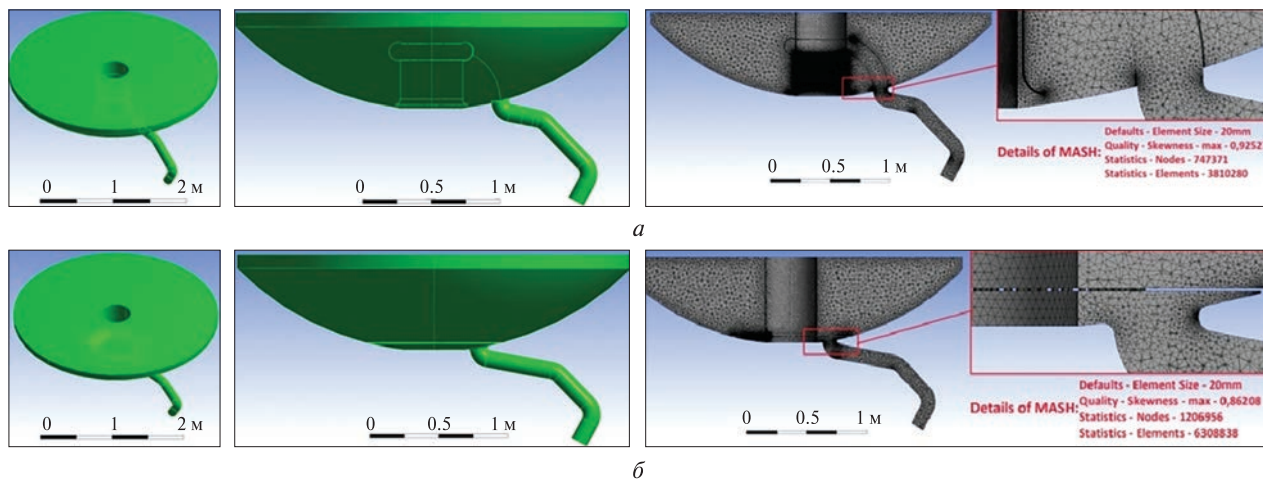 0 1 2 м
0 0.5 1 м
0 0.5 1 м
Details of MASH:
Defaults - Element Size - 20mm
Quality - Skewness - max - 0,9252
Statistics - Nodes - 747371
Statistics - Elements - 3810280
а
0 1 2 м
0 0.5 1 м
0 0.5 1 м
Details of MASH:
Defaults - Element Size - 20mm
Quality - Skewness - max - 0,86208
Statistics - Nodes - 1206956
Statistics - Elements - 6308838
б